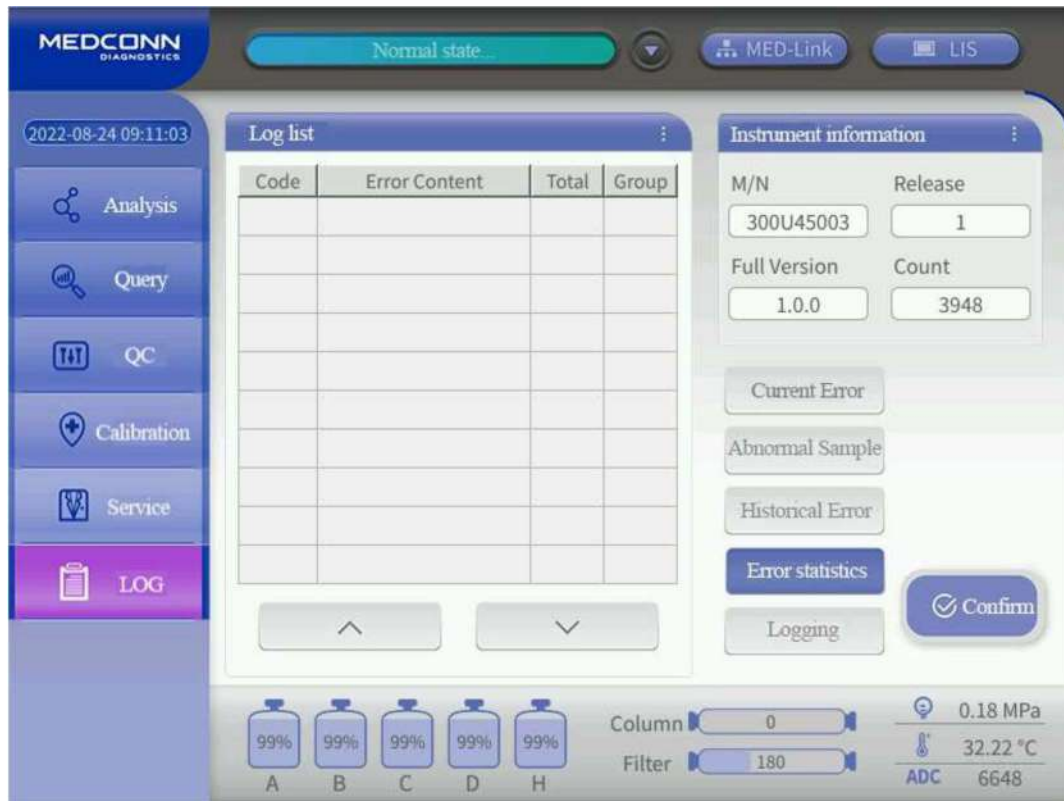 MEDCONN
DIAGNOSTICS
Normal state...
MED-Link
LIS
2022-08-24 09:11:03
Analysis
Query
QC
Calibration
Service
LOG
Log list
Code Error Content Total Group
Instrument information
M/N Release
300U45003 1
Full Version Count
1.0.0 3948
Current Error
Abnormal Sample
Historical Error
Error statistics
Logging
Confirm
99% 99% 99% 99% 99%
A B C D H
Column 0
Filter 180
0.18 MPa
32.22 °C
ADC 6648